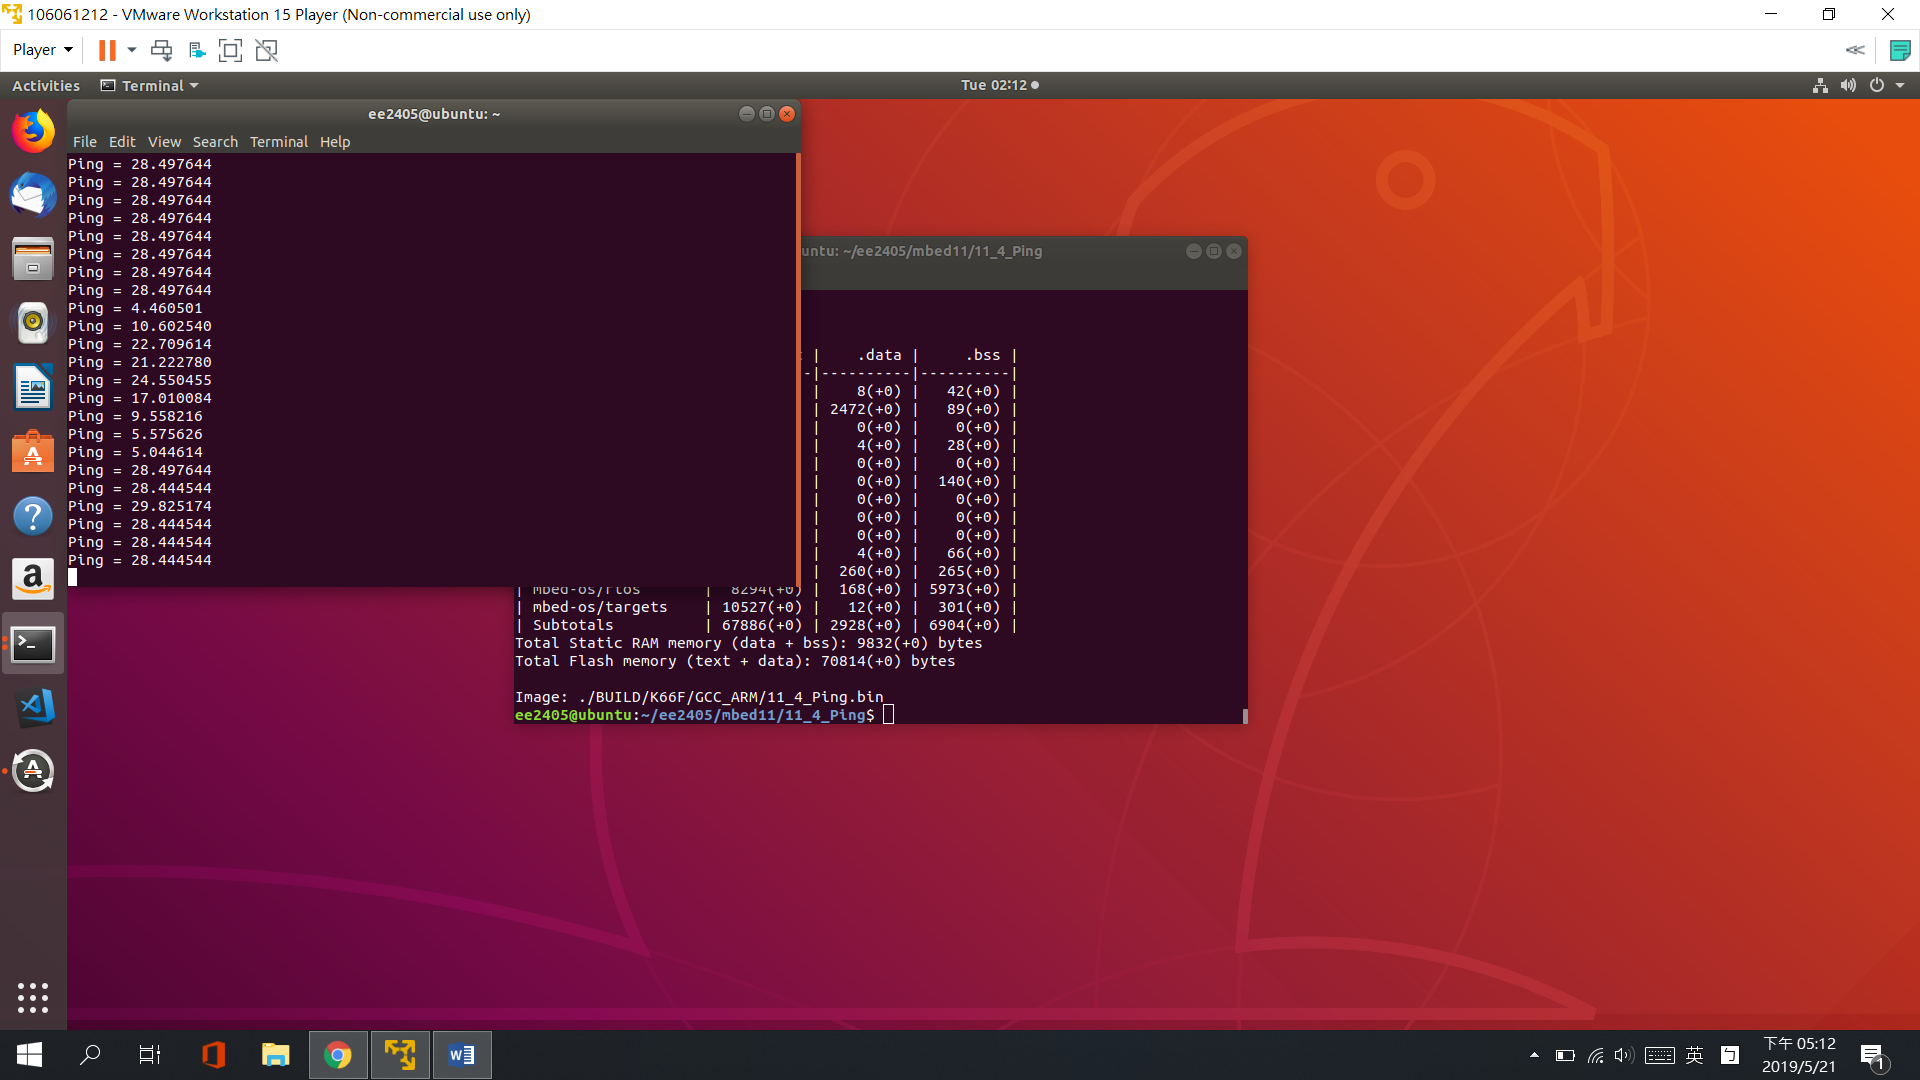 106061212 - VMware Workstation 15 Player (Non-commercial use only)
Player
Activities
Terminal
Tue 02:12
ee2405@ubuntu: ~
File Edit View Search Terminal Help
Ping = 28.497644
Ping = 28.497644
Ping = 28.497644
Ping = 28.497644
Ping = 28.497644
Ping = 28.497644
Ping = 28.497644
Ping = 28.497644
Ping = 4.460501
Ping = 10.602540
Ping = 22.709614
Ping = 21.222780
Ping = 24.550455
Ping = 17.010084
Ping = 9.558216
Ping = 5.575626
Ping = 5.044614
Ping = 28.497644
Ping = 28.444544
Ping = 29.825174
Ping = 28.444544
Ping = 28.444544
Ping = 28.444544
untu: ~/ee2405/mbed11/11_4_Ping
| .data | .bss |
-|----------|----------|
| 8(+0) | 42(+0) |
| 2472(+0) | 89(+0) |
| 0(+0) | 0(+0) |
| 4(+0) | 28(+0) |
| 0(+0) | 0(+0) |
| 0(+0) | 140(+0) |
| 0(+0) | 0(+0) |
| 0(+0) | 0(+0) |
| 0(+0) | 0(+0) |
| 4(+0) | 66(+0) |
| 260(+0) | 265(+0) |
| mbed-os/rtos | 8294(+0) | 168(+0) | 5973(+0) |
| mbed-os/targets | 10527(+0) | 12(+0) | 301(+0) |
| Subtotals | 67886(+0) | 2928(+0) | 6904(+0) |
Total Static RAM memory (data + bss): 9832(+0) bytes
Total Flash memory (text + data): 70814(+0) bytes
Image: ./BUILD/K66F/GCC_ARM/11_4_Ping.bin
ee2405@ubuntu:~/ee2405/mbed11/11_4_Ping$
英
ㄅ
下午 05:12
2019/5/21
1